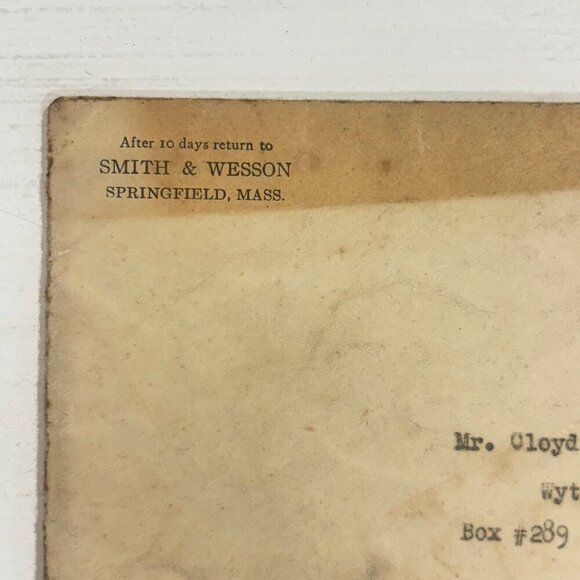 After 10 days return to
SMITH & WESSON
SPRINGFIELD, MASS.
Mr. Cloyd
Wyt
Box #289